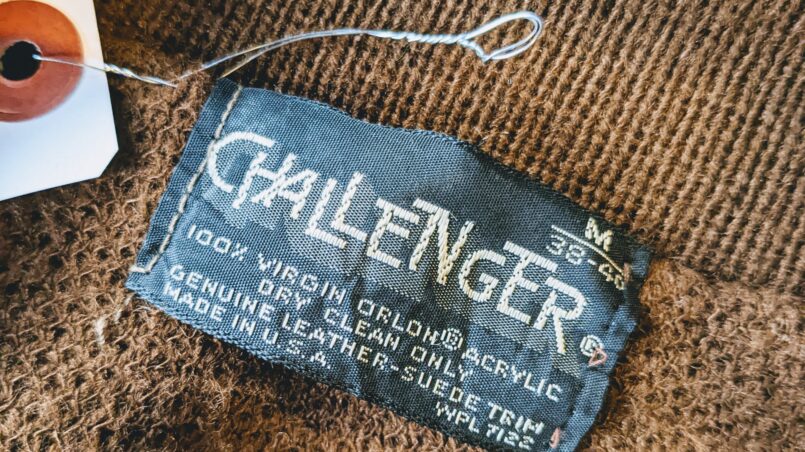 CHALLENGER®
M
38-40
100% VIRGIN ORLON® ACRYLIC
DRY CLEAN ONLY
GENUINE LEATHER-SUEDE TRIM
MADE IN U.S.A.
WPL 7122